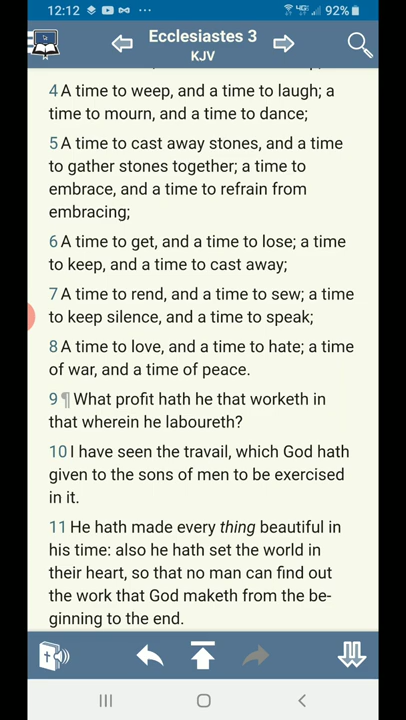 12:12 ... 92%
Ecclesiastes 3
KJV
4 A time to weep, and a time to laugh; a
time to mourn, and a time to dance;
5 A time to cast away stones, and a time
to gather stones together; a time to
embrace, and a time to refrain from
embracing;
6 A time to get, and a time to lose; a time
to keep, and a time to cast away;
7 A time to rend, and a time to sew; a time
to keep silence, and a time to speak;
8 A time to love, and a time to hate; a time
of war, and a time of peace.
9 ¶ What profit hath he that worketh in
that wherein he laboureth?
10 I have seen the travail, which God hath
given to the sons of men to be exercised
in it.
11 He hath made every thing beautiful in
his time: also he hath set the world in
their heart, so that no man can find out
the work that God maketh from the be-
ginning to the end.